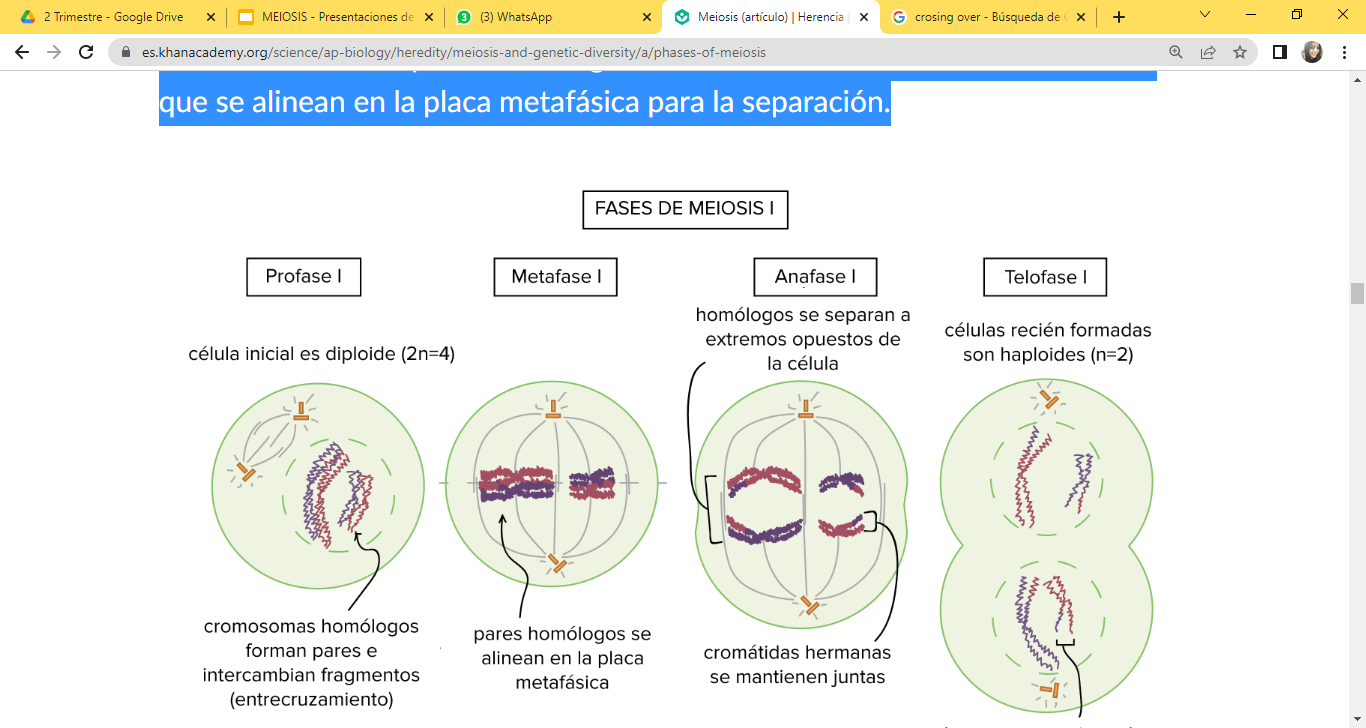 2 Trimestre - Google Drive
MEIOSIS - Presentaciones de
(3) WhatsApp
Meiosis (artículo) | Herencia
crosing over - Búsqueda de
es.khanacademy.org/science/ap-biology/heredity/meiosis-and-genetic-diversity/a/phases-of-meiosis
que se alinean en la placa metafásica para la separación.
FASES DE MEIOSIS I
Profase I
Metafase I
Anafase I
Telofase I
célula inicial es diploide (2n=4)
homólogos se separan a
extremos opuestos de
la célula
células recién formadas
son haploides (n=2)
cromosomas homólogos
forman pares e
intercambian fragmentos
(entrecruzamiento)
pares homólogos se
alinean en la placa
metafásica
cromátidas hermanas
se mantienen juntas